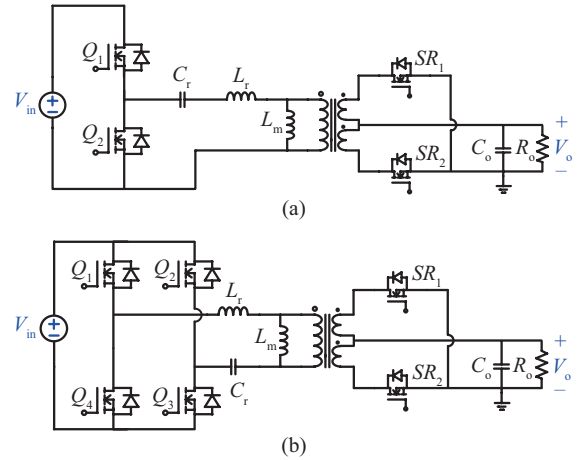 Q1
Cr
Lr
SR1
Vin
+
−
Lm
Q2
SR2
Co
Ro
+
Vo
−
(a)
Q1
Q2
Lr
SR1
Vin
+
−
Lm
Cr
Q4
Q3
SR2
Co
Ro
+
Vo
−
(b)